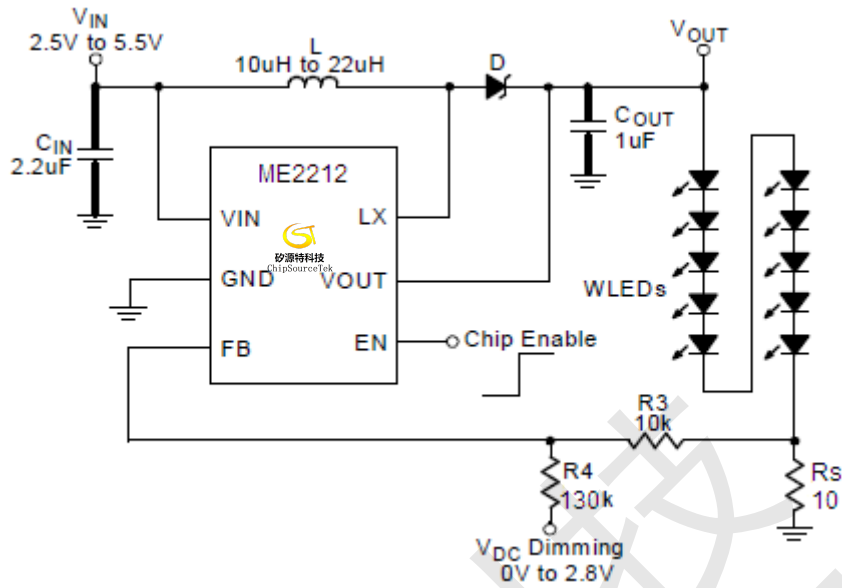 VIN
2.5V to 5.5V
L
10uH to 22uH
D
VOUT
CIN
2.2uF
COUT
1uF
ME2212
VIN
LX
矽源特科技
ChipSourceTek
GND
VOUT
WLEDs
FB
EN
Chip Enable
R3
10k
R4
130k
Rs
10
VDC Dimming
0V to 2.8V